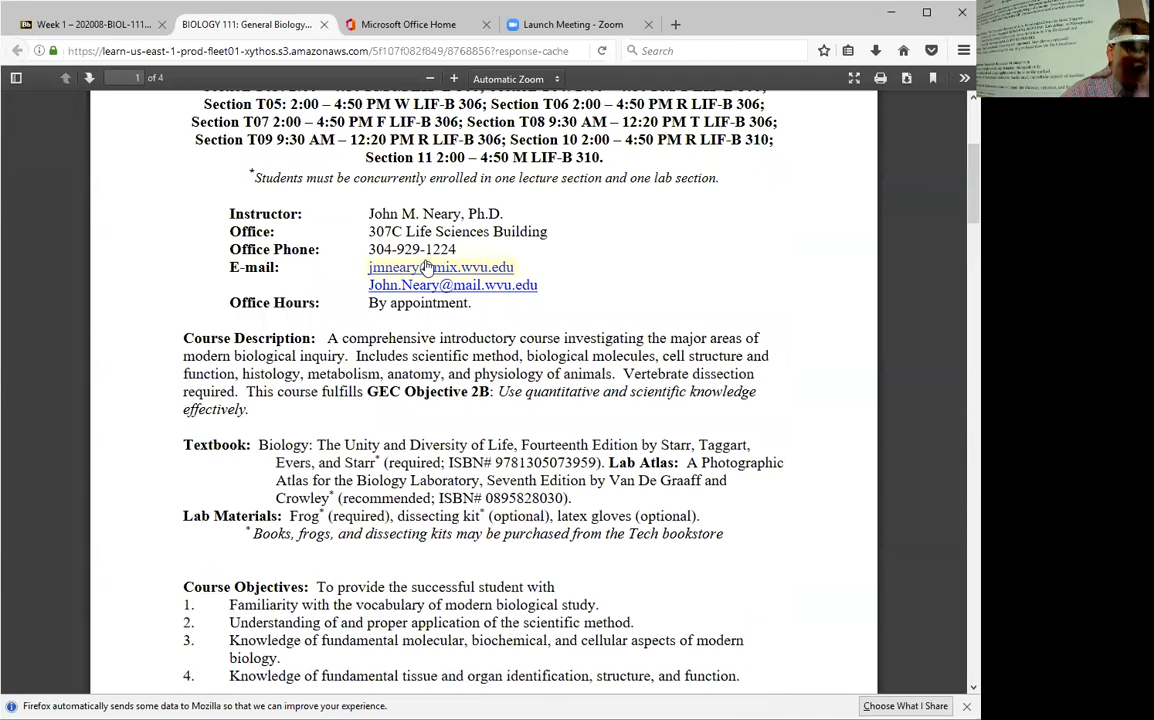 Week 1 – 202008-BIOL-111...
BIOLOGY 111: General Biology...
Microsoft Office Home
Launch Meeting - Zoom
https://learn-us-east-1-prod-fleet01-xythos.s3.amazonaws.com/5f107f082f849/8768856?response-cache
Search
1 of 4
Automatic Zoom
Section T05: 2:00 – 4:50 PM W LIF-B 306; Section T06 2:00 – 4:50 PM R LIF-B 306;
Section T07 2:00 – 4:50 PM F LIF-B 306; Section T08 9:30 AM – 12:20 PM T LIF-B 306;
Section T09 9:30 AM – 12:20 PM R LIF-B 306; Section 10 2:00 – 4:50 PM R LIF-B 310;
Section 11 2:00 – 4:50 M LIF-B 310.
*Students must be concurrently enrolled in one lecture section and one lab section.
Instructor: John M. Neary, Ph.D.
Office: 307C Life Sciences Building
Office Phone: 304-929-1224
E-mail: jmneary@mix.wvu.edu
John.Neary@mail.wvu.edu
Office Hours: By appointment.
Course Description: A comprehensive introductory course investigating the major areas of
modern biological inquiry. Includes scientific method, biological molecules, cell structure and
function, histology, metabolism, anatomy, and physiology of animals. Vertebrate dissection
required. This course fulfills GEC Objective 2B: Use quantitative and scientific knowledge
effectively.
Textbook: Biology: The Unity and Diversity of Life, Fourteenth Edition by Starr, Taggart,
Evers, and Starr* (required; ISBN# 9781305073959). Lab Atlas: A Photographic
Atlas for the Biology Laboratory, Seventh Edition by Van De Graaff and
Crowley* (recommended; ISBN# 0895828030).
Lab Materials: Frog* (required), dissecting kit* (optional), latex gloves (optional).
* Books, frogs, and dissecting kits may be purchased from the Tech bookstore
Course Objectives: To provide the successful student with
1. Familiarity with the vocabulary of modern biological study.
2. Understanding of and proper application of the scientific method.
3. Knowledge of fundamental molecular, biochemical, and cellular aspects of modern
biology.
4. Knowledge of fundamental tissue and organ identification, structure, and function.
Firefox automatically sends some data to Mozilla so that we can improve your experience.
Choose What I Share